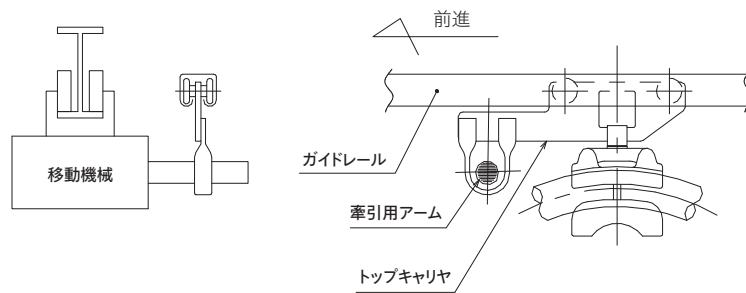 前進
移動機械
ガイドレール
牽引用アーム
トップキャリヤ